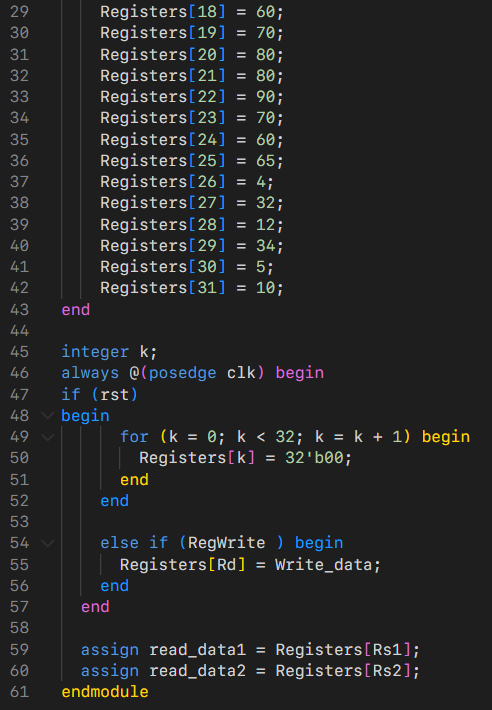 29 Registers[18] = 60;
30 Registers[19] = 70;
31 Registers[20] = 80;
32 Registers[21] = 80;
33 Registers[22] = 90;
34 Registers[23] = 70;
35 Registers[24] = 60;
36 Registers[25] = 65;
37 Registers[26] = 4;
38 Registers[27] = 32;
39 Registers[28] = 12;
40 Registers[29] = 34;
41 Registers[30] = 5;
42 Registers[31] = 10;
43 end
44
45 integer k;
46 always @(posedge clk) begin
47 if (rst)
48 begin
49 for (k = 0; k < 32; k = k + 1) begin
50 Registers[k] = 32'b00;
51 end
52 end
53
54 else if (RegWrite ) begin
55 Registers[Rd] = Write_data;
56 end
57 end
58
59 assign read_data1 = Registers[Rs1];
60 assign read_data2 = Registers[Rs2];
61 endmodule